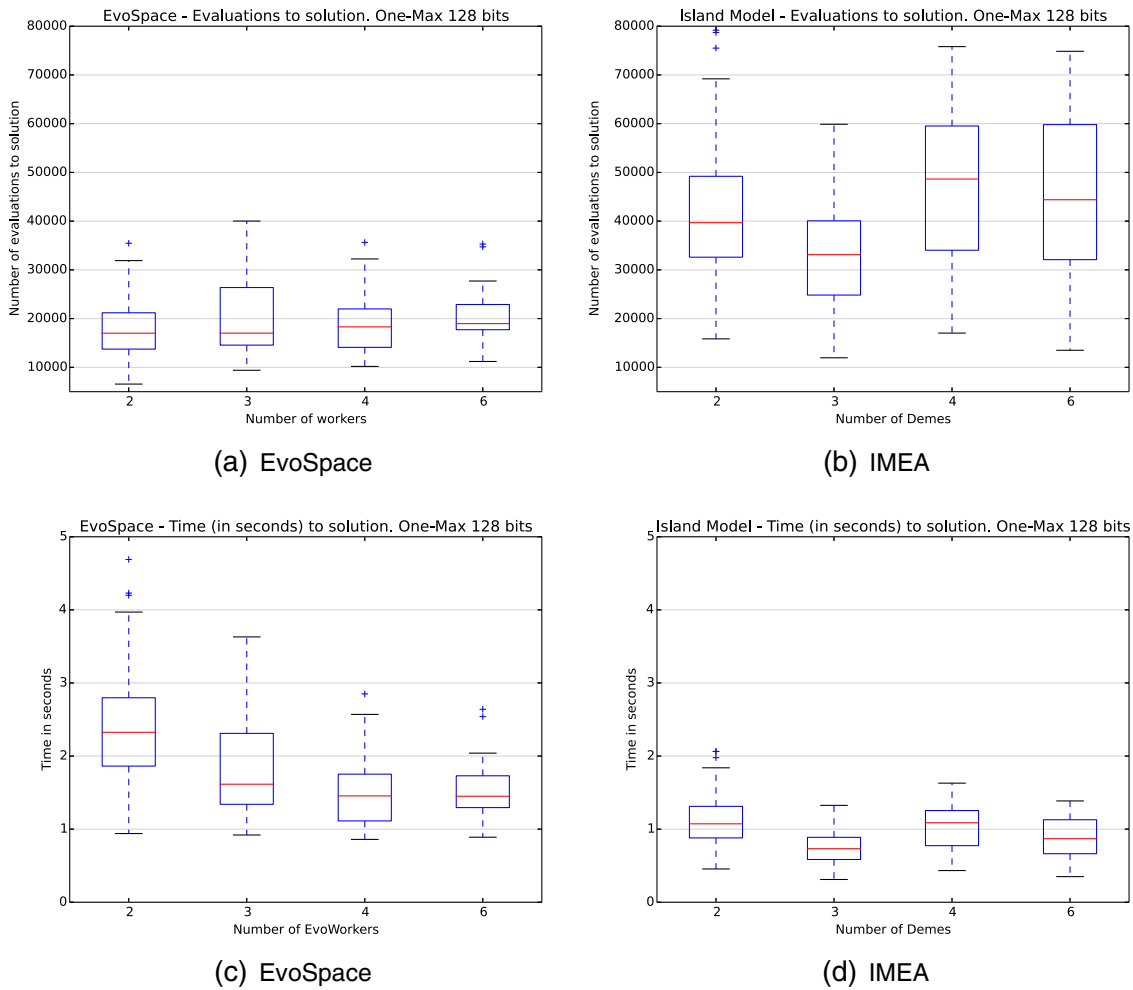 EvoSpace - Evaluations to solution. One-Max 128 bits
80000
70000
60000
50000
40000
30000
20000
10000
Number of evaluations to solution
2 3 4 6
Number of workers
(a) EvoSpace
Island Model - Evaluations to solution. One-Max 128 bits
80000
70000
60000
50000
40000
30000
20000
10000
Number of evaluations to solution
2 3 4 6
Number of Demes
(b) IMEA
EvoSpace - Time (in seconds) to solution. One-Max 128 bits
5
4
3
2
1
0
Time in seconds
2 3 4 6
Number of EvoWorkers
(c) EvoSpace
Island Model - Time (in seconds) to solution. One-Max 128 bits
5
4
3
2
1
0
Time in seconds
2 3 4 6
Number of Demes
(d) IMEA